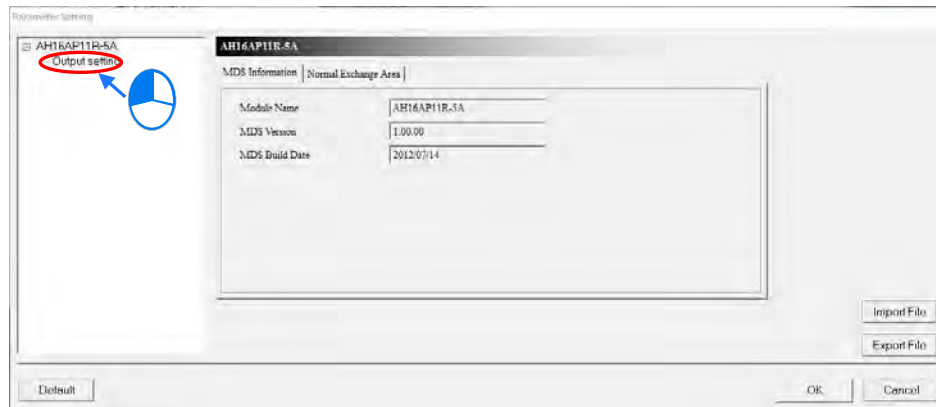 Parameter Setting
AH16AP11R-5A
Output setting
AH16AP11R-5A
MDS Information
Normal Exchange Area
Module Name
AH16AP11R-5A
MDS Version
1.00.00
MDS Build Date
2012/07/14
Import File
Export File
Default
OK
Cancel